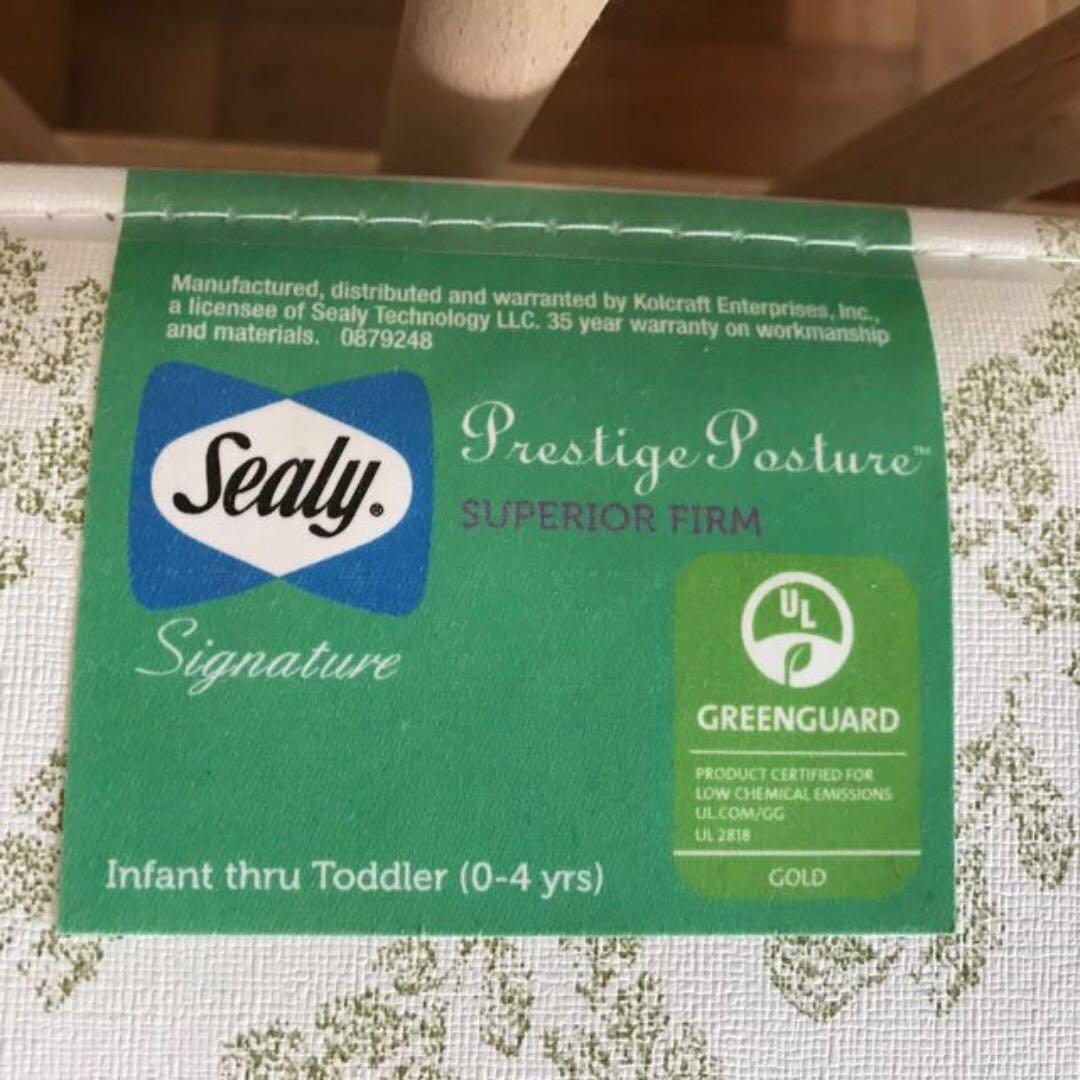 Manufactured, distributed and warranted by Kolcraft Enterprises, Inc.,
a licensee of Sealy Technology LLC. 35 year warranty on workmanship
and materials. 0879248
Sealy®
Prestige Posture™
SUPERIOR FIRM
Signature
UL
GREENGUARD
PRODUCT CERTIFIED FOR
LOW CHEMICAL EMISSIONS
UL.COM/GG
UL 2818
GOLD
Infant thru Toddler (0-4 yrs)